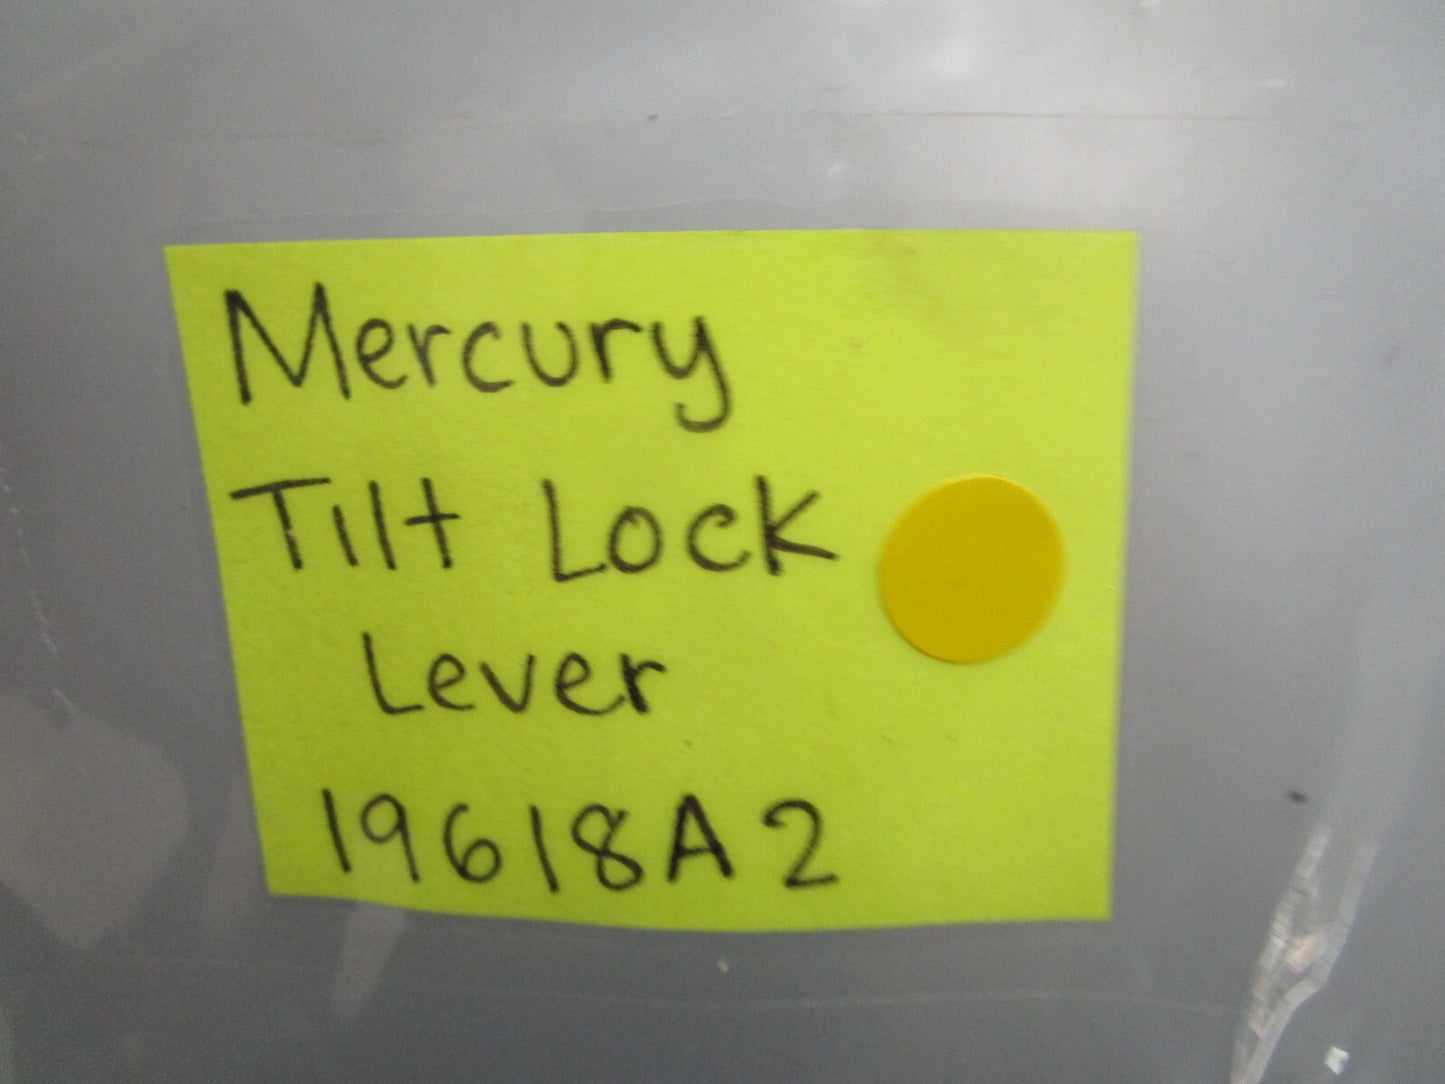 Mercury
Tilt Lock
Lever
19618A2